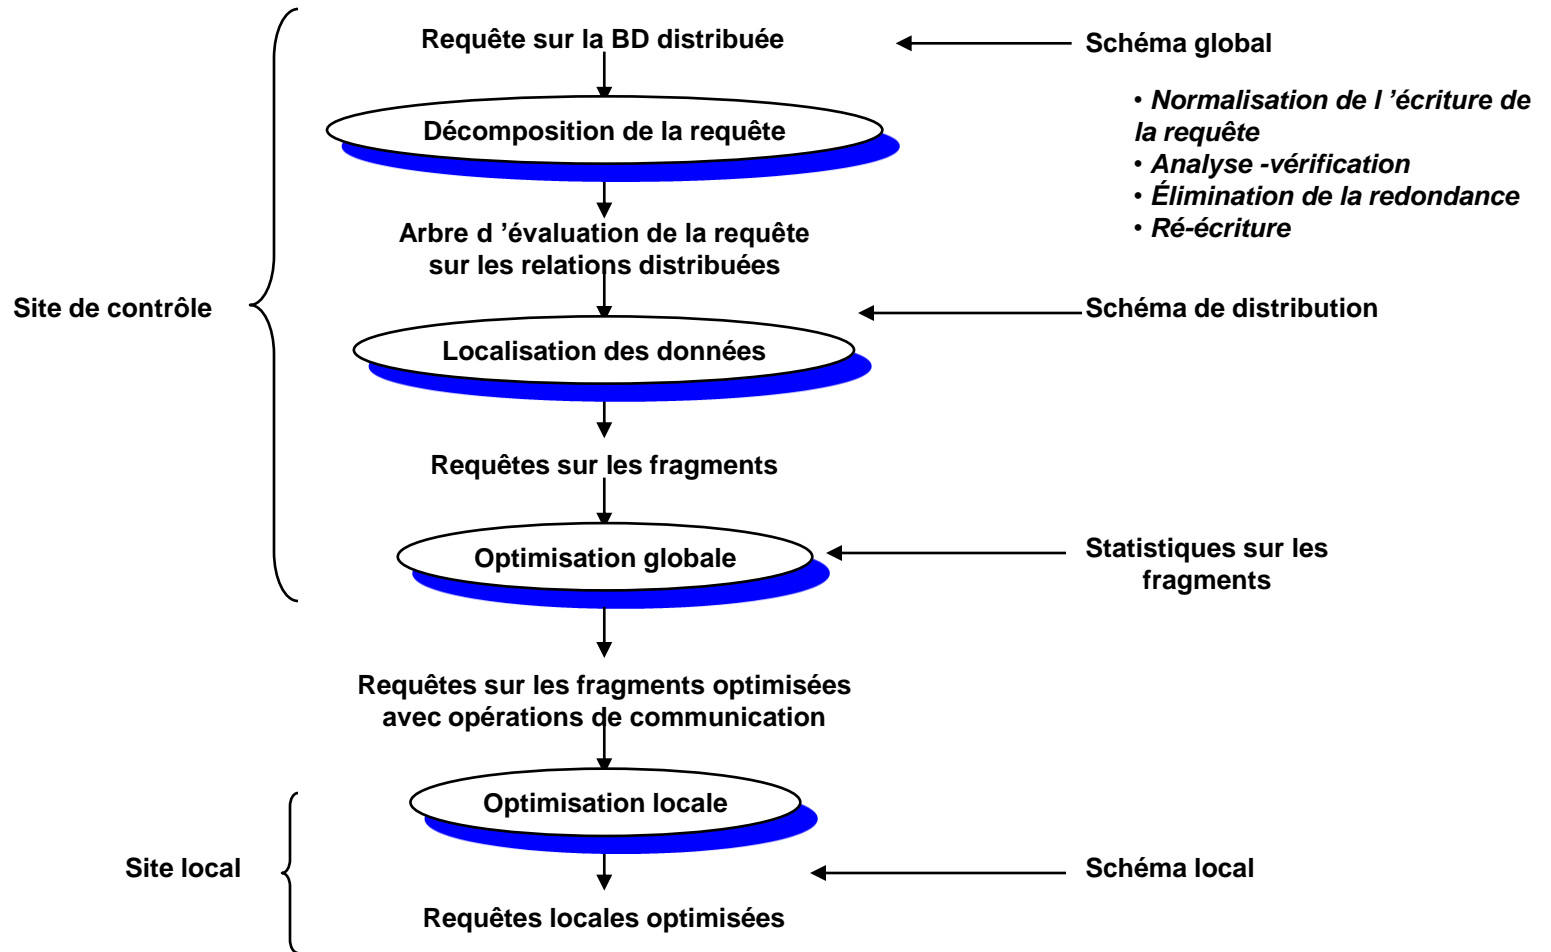 Requête sur la BD distribuée
Schéma global
• Normalisation de l ’écriture de
la requête
• Analyse -vérification
• Élimination de la redondance
• Ré-écriture
Décomposition de la requête
Arbre d ’évaluation de la requête
sur les relations distribuées
Site de contrôle
Schéma de distribution
Localisation des données
Requêtes sur les fragments
Optimisation globale
Statistiques sur les
fragments
Requêtes sur les fragments optimisées
avec opérations de communication
Optimisation locale
Site local
Schéma local
Requêtes locales optimisées